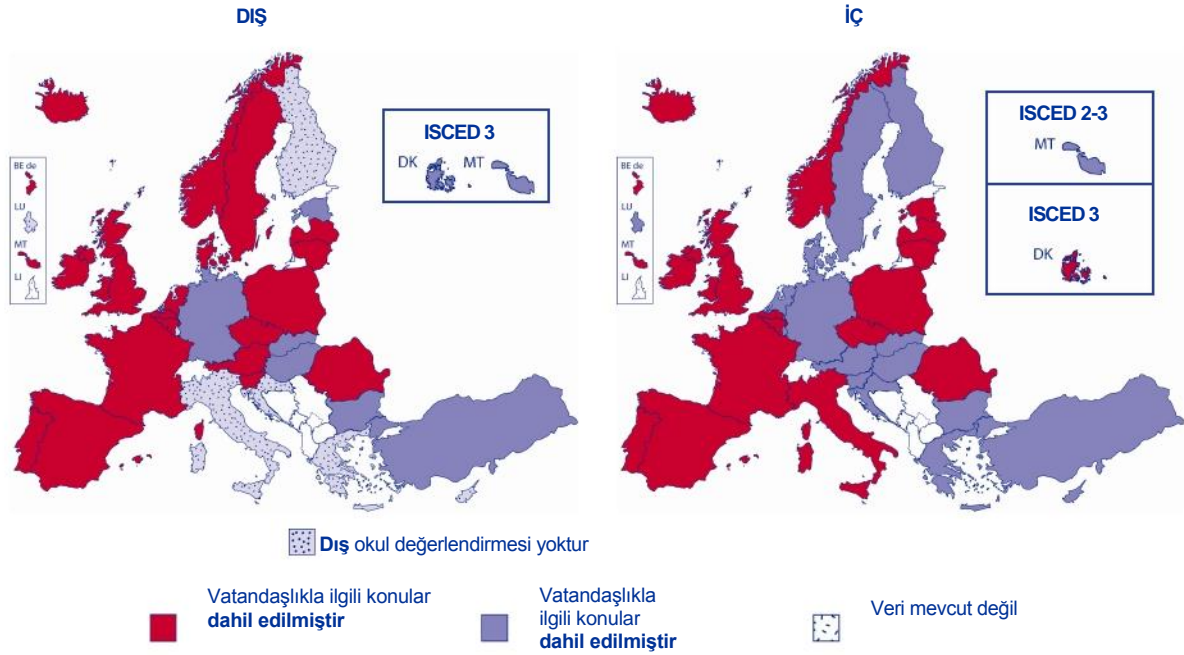 DIŞ
İÇ
ISCED 3
DK
MT
BE de
LU
MT
LI
ISCED 2-3
MT
ISCED 3
DK
BE de
LU
MT
LI
Dış okul değerlendirmesi yoktur
Vatandaşlıkla ilgili konular
dahil edilmiştir
Vatandaşlıkla
ilgili konular
dahil edilmiştir
Veri mevcut değil